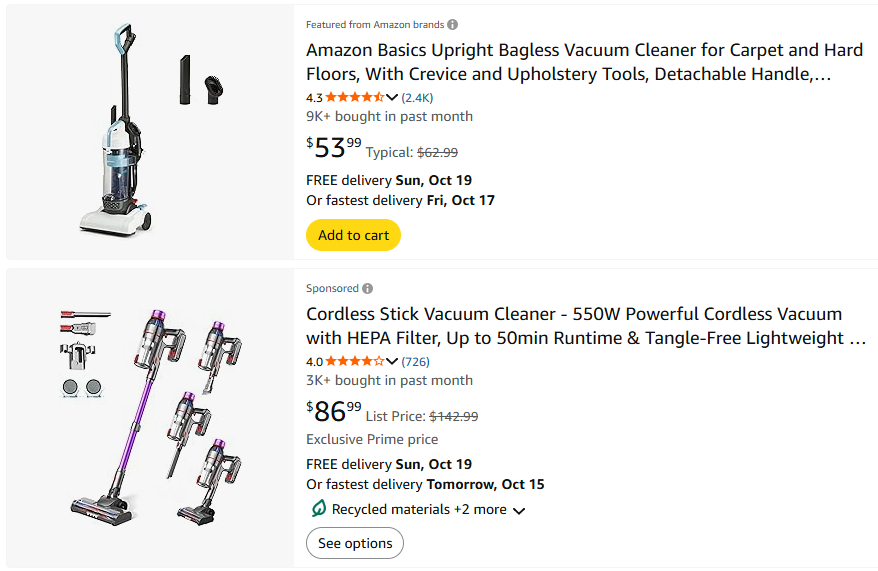 Featured from Amazon brands
Amazon Basics Upright Bagless Vacuum Cleaner for Carpet and Hard
Floors, With Crevice and Upholstery Tools, Detachable Handle,…
4.3 (2.4K)
9K+ bought in past month
$53.99 Typical: $62.99
FREE delivery Sun, Oct 19
Or fastest delivery Fri, Oct 17
Add to cart
Sponsored
Cordless Stick Vacuum Cleaner - 550W Powerful Cordless Vacuum
with HEPA Filter, Up to 50min Runtime & Tangle-Free Lightweight …
4.0 (726)
3K+ bought in past month
$86.99 List Price: $142.99
Exclusive Prime price
FREE delivery Sun, Oct 19
Or fastest delivery Tomorrow, Oct 15
Recycled materials +2 more
See options